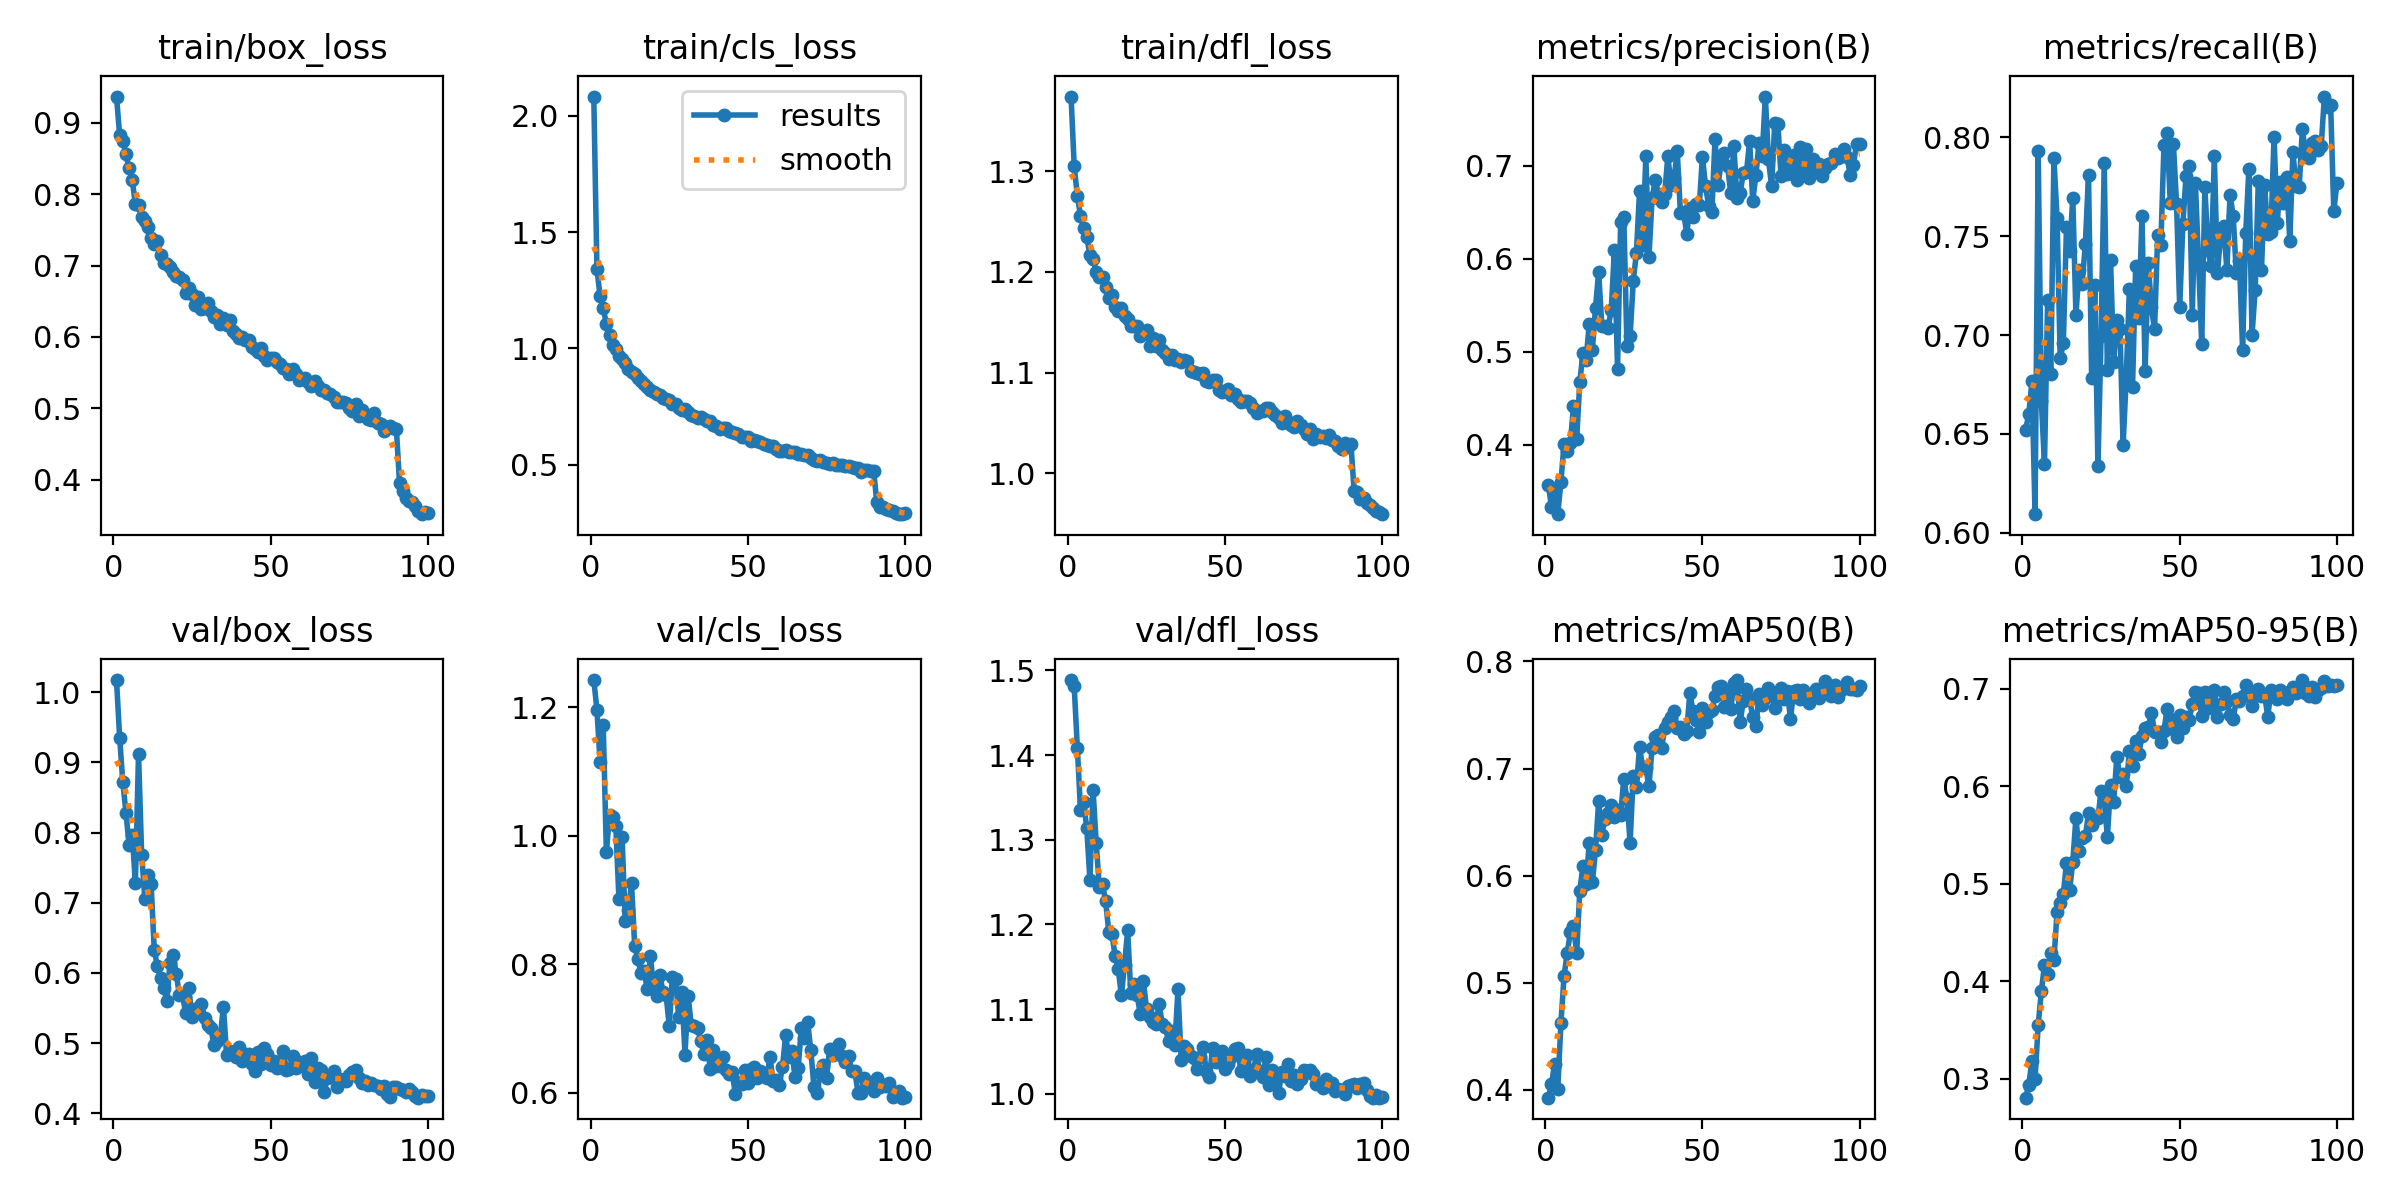 train/box_loss
0.9
0.8
0.7
0.6
0.5
0.4
0 50 100
train/cls_loss
results
smooth
2.0
1.5
1.0
0.5
0 50 100
train/dfl_loss
1.3
1.2
1.1
1.0
0 50 100
metrics/precision(B)
0.7
0.6
0.5
0.4
0 50 100
metrics/recall(B)
0.80
0.75
0.70
0.65
0.60
0 50 100
val/box_loss
1.0
0.9
0.8
0.7
0.6
0.5
0.4
0 50 100
val/cls_loss
1.2
1.0
0.8
0.6
0 50 100
val/dfl_loss
1.5
1.4
1.3
1.2
1.1
1.0
0 50 100
metrics/mAP50(B)
0.8
0.7
0.6
0.5
0.4
0 50 100
metrics/mAP50-95(B)
0.7
0.6
0.5
0.4
0.3
0 50 100